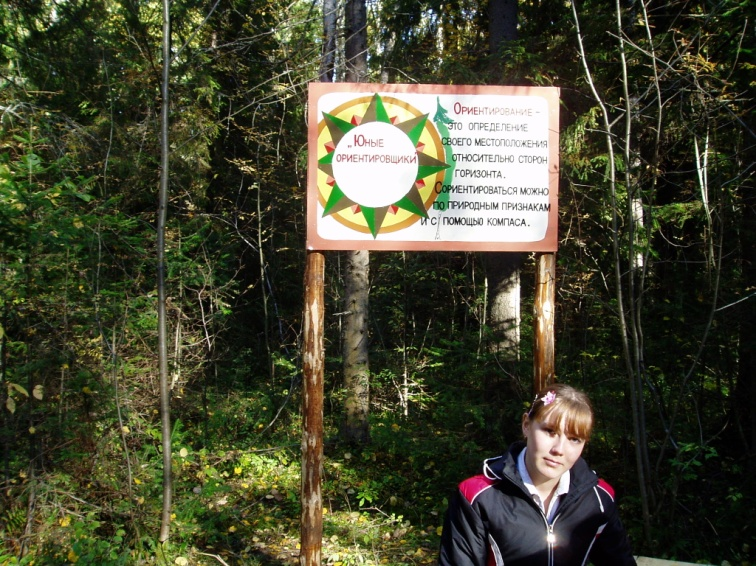 „Юные
ориентировщики"
Ориентирование -
это определение
своего местоположения
относительно сторон
горизонта.
Сориентироваться можно
по природным признакам
и с помощью компаса.